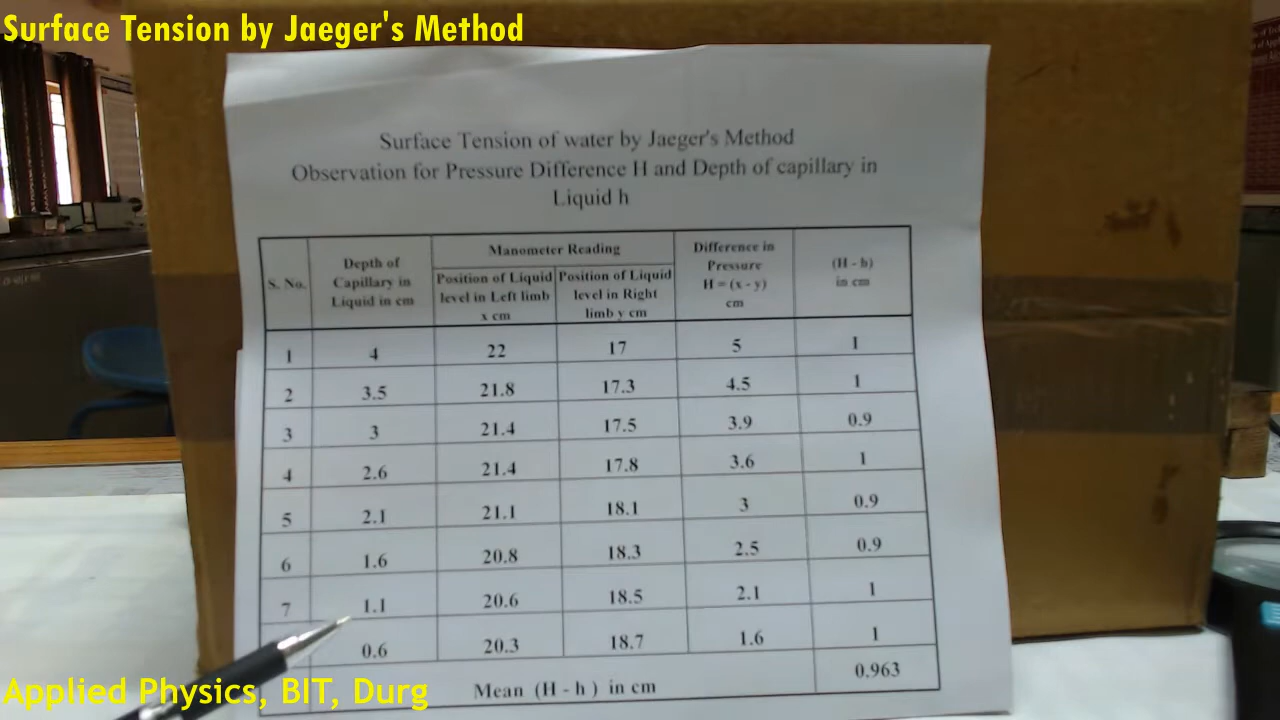 Surface Tension by Jaeger's Method
Surface Tension of water by Jaeger's Method
Observation for Pressure Difference H and Depth of capillary in
Liquid h
S. No.
Depth of
Capillary in
Liquid in cm
Manometer Reading
Position of Liquid
level in Left limb
x cm
Position of Liquid
level in Right
limb y cm
Difference in
Pressure
H = (x - y)
cm
(H - h)
in cm
1 4 22 17 5 1
2 3.5 21.8 17.3 4.5 1
3 3 21.4 17.5 3.9 0.9
4 2.6 21.4 17.8 3.6 1
5 2.1 21.1 18.1 3 0.9
6 1.6 20.8 18.3 2.5 0.9
7 1.1 20.6 18.5 2.1 1
0.6 20.3 18.7 1.6 1
Mean (H - h) in cm 0.963
Applied Physics, BIT, Durg